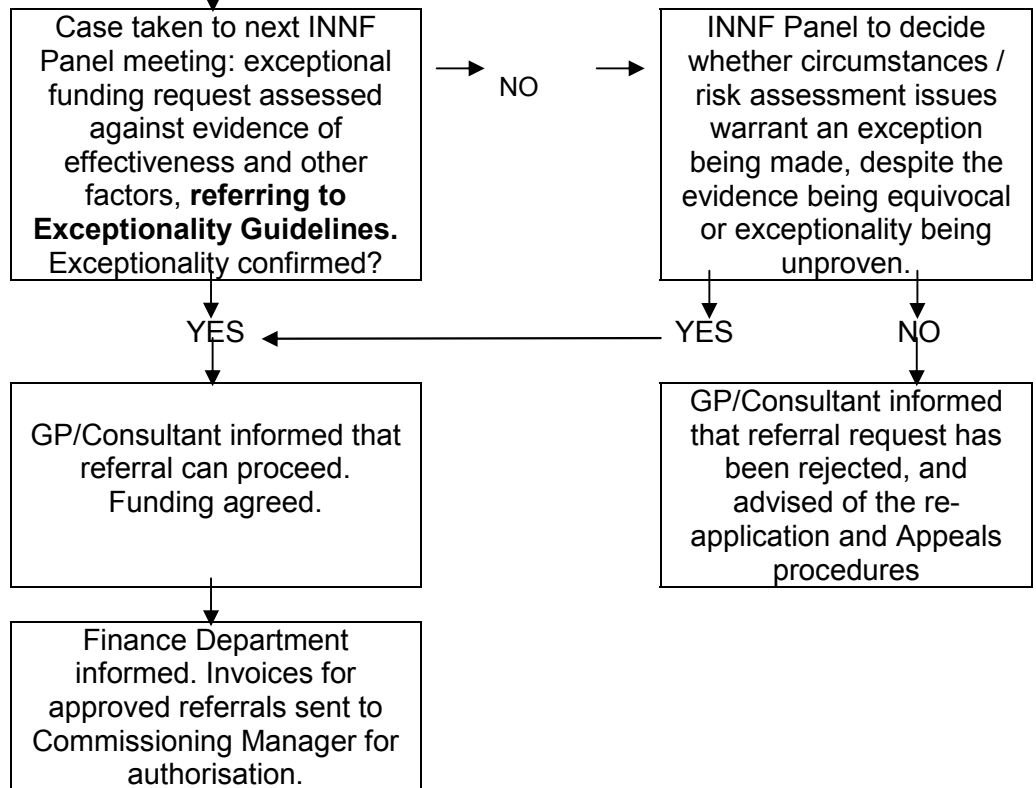 Case taken to next INNF
Panel meeting: exceptional
funding request assessed
against evidence of
effectiveness and other
factors, referring to
Exceptionality Guidelines.
Exceptionality confirmed?
NO
INNF Panel to decide
whether circumstances /
risk assessment issues
warrant an exception
being made, despite the
evidence being equivocal
or exceptionality being
unproven.
YES
YES
NO
GP/Consultant informed that
referral can proceed.
Funding agreed.
GP/Consultant informed
that referral request has
been rejected, and
advised of the re-
application and Appeals
procedures
Finance Department
informed. Invoices for
approved referrals sent to
Commissioning Manager for
authorisation.